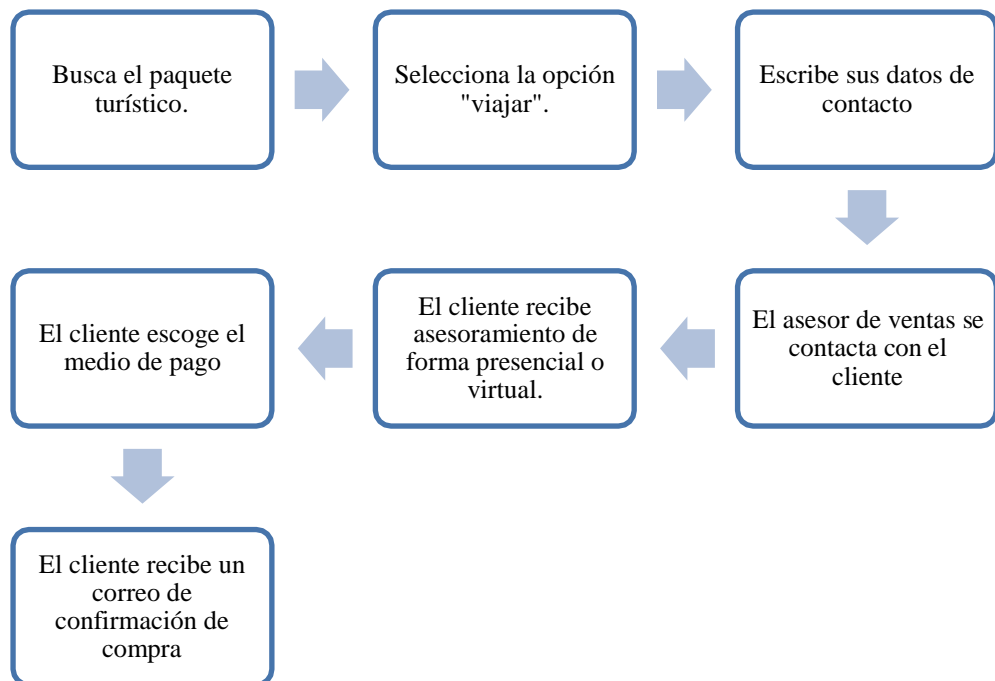 Busca el paquete
turístico.
Selecciona la opción
"viajar".
Escribe sus datos de
contacto
El asesor de ventas se
contacta con el
cliente
El cliente recibe
asesoramiento de
forma presencial o
virtual.
El cliente escoge el
medio de pago
El cliente recibe un
correo de
confirmación de
compra